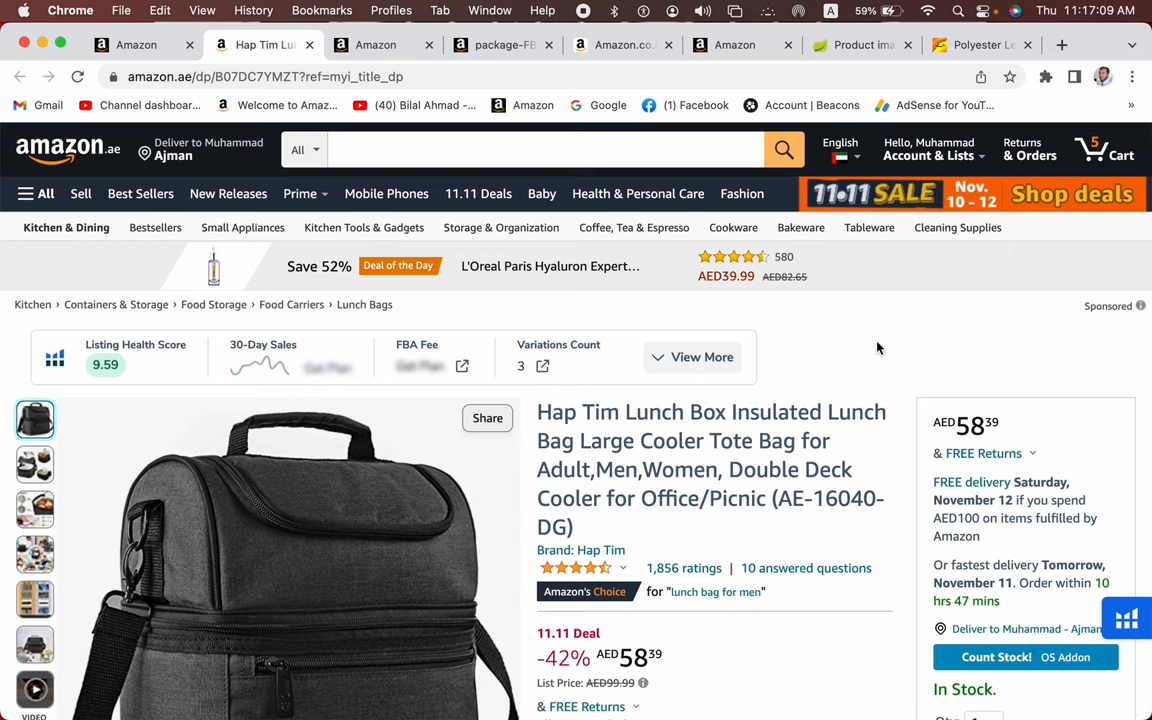 Chrome File Edit View History Bookmarks Profiles Tab Window Help A 59% Thu 11:17:09 AM
Amazon Hap Tim Lur Amazon package-FB Amazon.co. Amazon Product ima Polyester Le
amazon.ae/dp/B07DC7YMZT?ref=myi_title_dp
Gmail Channel dashboar... Welcome to Amaz... (40) Bilal Ahmad -... Amazon Google (1) Facebook Account | Beacons AdSense for YouT... »
amazon.ae
Deliver to Muhammad
Ajman
All
English
Hello, Muhammad
Account & Lists
Returns
& Orders
5
Cart
All Sell Best Sellers New Releases Prime Mobile Phones 11.11 Deals Baby Health & Personal Care Fashion
11.11 SALE Nov. 10 - 12 Shop deals
Kitchen & Dining Bestsellers Small Appliances Kitchen Tools & Gadgets Storage & Organization Coffee, Tea & Espresso Cookware Bakeware Tableware Cleaning Supplies
Save 52% Deal of the Day L'Oreal Paris Hyaluron Expert... 580
AED39.99 AED82.65
Kitchen › Containers & Storage › Food Storage › Food Carriers › Lunch Bags
Sponsored
Listing Health Score
9.59
30-Day Sales
Get Plan
FBA Fee
Get Plan
Variations Count
3
View More
Share
Hap Tim Lunch Box Insulated Lunch
Bag Large Cooler Tote Bag for
Adult,Men,Women, Double Deck
Cooler for Office/Picnic (AE-16040-
DG)
Brand: Hap Tim
1,856 ratings | 10 answered questions
Amazon's Choice for "lunch bag for men"
11.11 Deal
-42% AED5839
List Price: AED99.99
& FREE Returns
VIDEO
AED5839
& FREE Returns
FREE delivery Saturday,
November 12 if you spend
AED100 on items fulfilled by
Amazon
Or fastest delivery Tomorrow,
November 11. Order within 10
hrs 47 mins
Deliver to Muhammad - Ajman
Count Stock! OS Addon
In Stock.